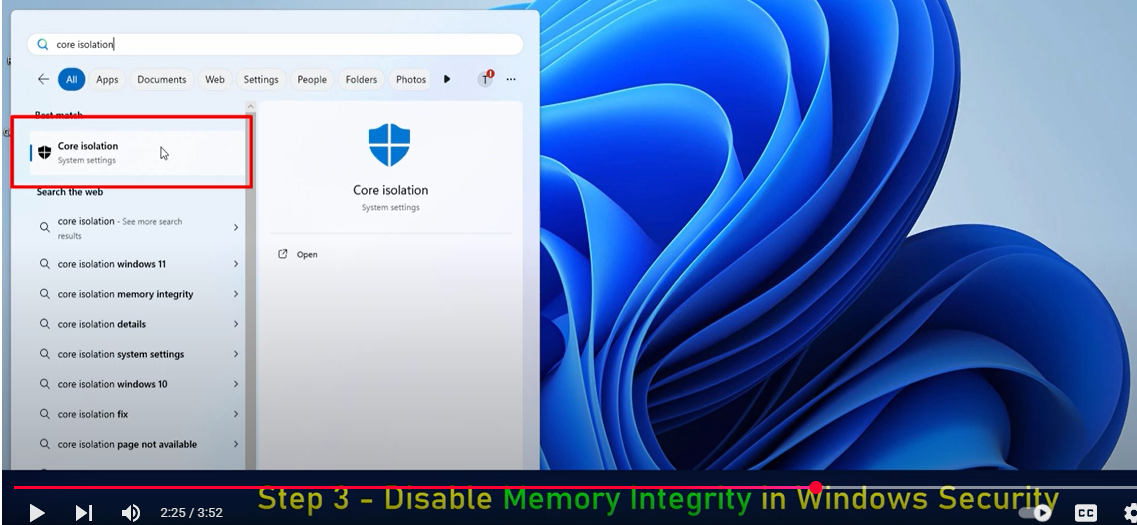 core isolation
All Apps Documents Web Settings People Folders Photos T ...
Best match
Core isolation
System settings
Search the web
core isolation - See more search
results
core isolation windows 11
core isolation memory integrity
core isolation details
core isolation system settings
core isolation windows 10
core isolation fix
core isolation page not available
Core isolation
System settings
Open
Step 3 - Disable Memory Integrity in Windows Security
2:25 / 3:52
CC